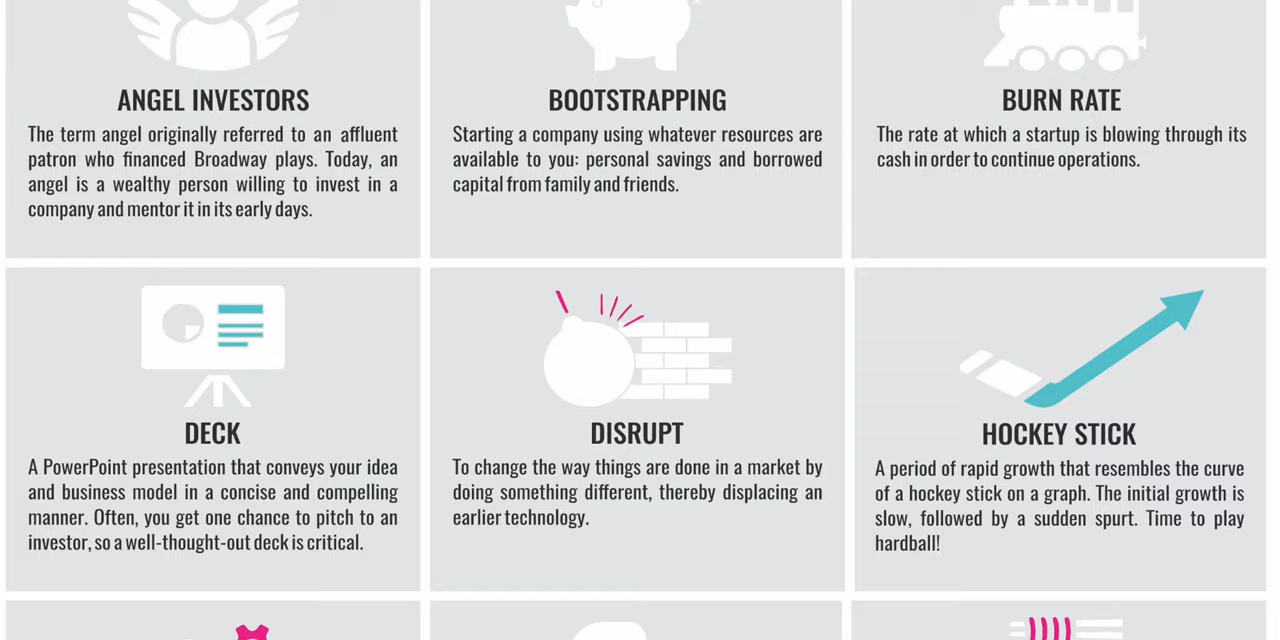 ANGEL INVESTORS
The term angel originally referred to an affluent
patron who financed Broadway plays. Today, an
angel is a wealthy person willing to invest in a
company and mentor it in its early days.
BOOTSTRAPPING
Starting a company using whatever resources are
available to you: personal savings and borrowed
capital from family and friends.
BURN RATE
The rate at which a startup is blowing through its
cash in order to continue operations.
DECK
A PowerPoint presentation that conveys your idea
and business model in a concise and compelling
manner. Often, you get one chance to pitch to an
investor, so a well-thought-out deck is critical.
DISRUPT
To change the way things are done in a market by
doing something different, thereby displacing an
earlier technology.
HOCKEY STICK
A period of rapid growth that resembles the curve
of a hockey stick on a graph. The initial growth is
slow, followed by a sudden spurt. Time to play
hardball!